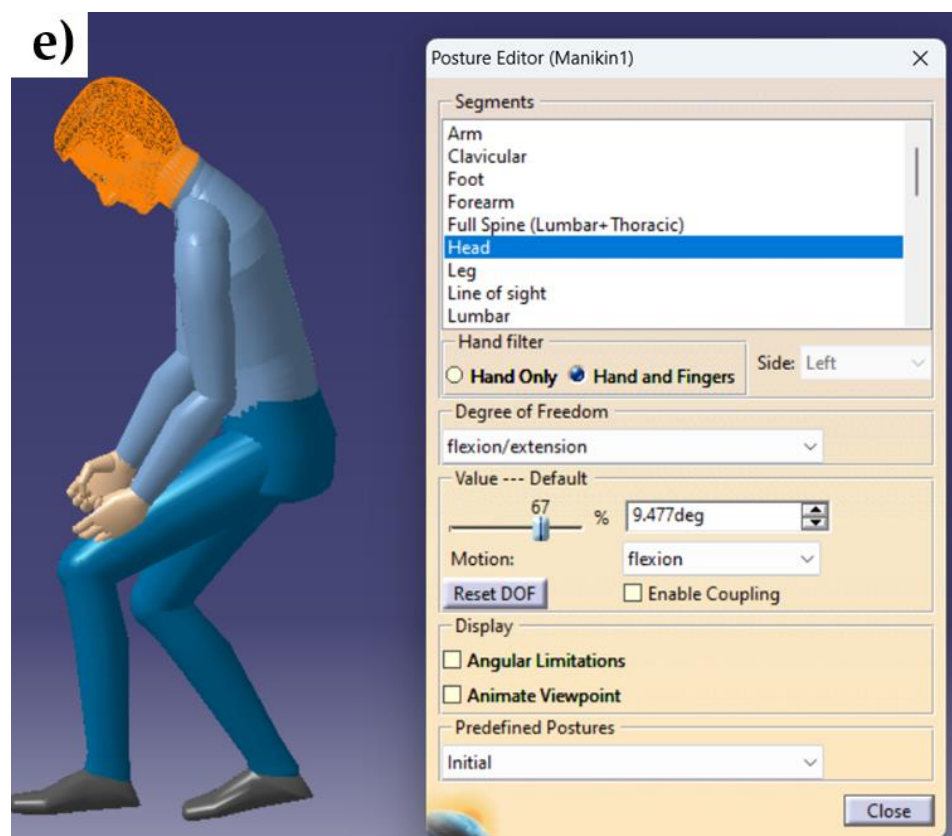 e)
Posture Editor (Manikin1)
Segments
Arm
Clavicular
Foot
Forearm
Full Spine (Lumbar+Thoracic)
Head
Leg
Line of sight
Lumbar
Hand filter
Hand Only Hand and Fingers
Side: Left
Degree of Freedom
flexion/extension
Value --- Default
67 % 9.477deg
Motion: flexion
Reset DOF Enable Coupling
Display
Angular Limitations
Animate Viewpoint
Predefined Postures
Initial
Close